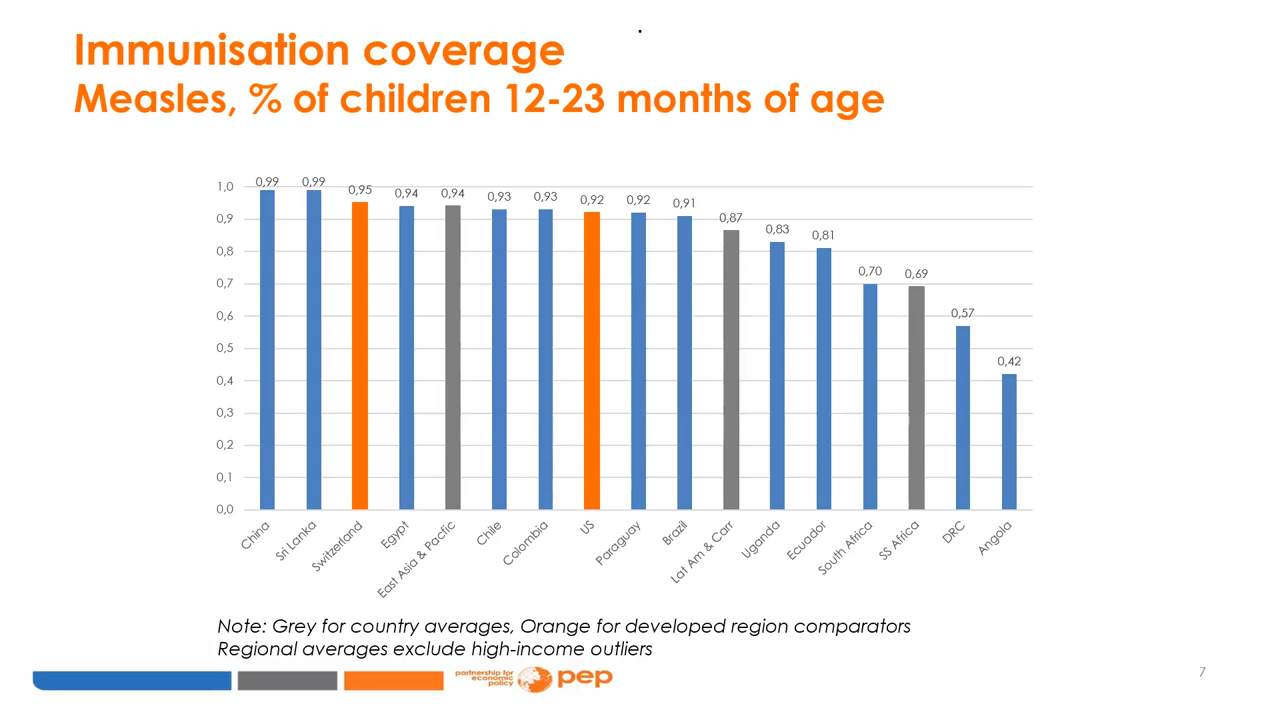 .
Immunisation coverage
Measles, % of children 12-23 months of age
1,0
0,9
0,8
0,7
0,6
0,5
0,4
0,3
0,2
0,1
0,0
0,99
0,99
0,95
0,94
0,94
0,93
0,93
0,92
0,92
0,91
0,87
0,83
0,81
0,70
0,69
0,57
0,42
China
Sri Lanka
Switzerland
Egypt
East Asia & Pacfic
Chile
Colombia
US
Paraguay
Brazil
Lat Am & Carr
Uganda
Ecuador
South Africa
SS Africa
DRC
Angola
Note: Grey for country averages, Orange for developed region comparators
Regional averages exclude high-income outliers
partnership for
economic
policy
pep
7